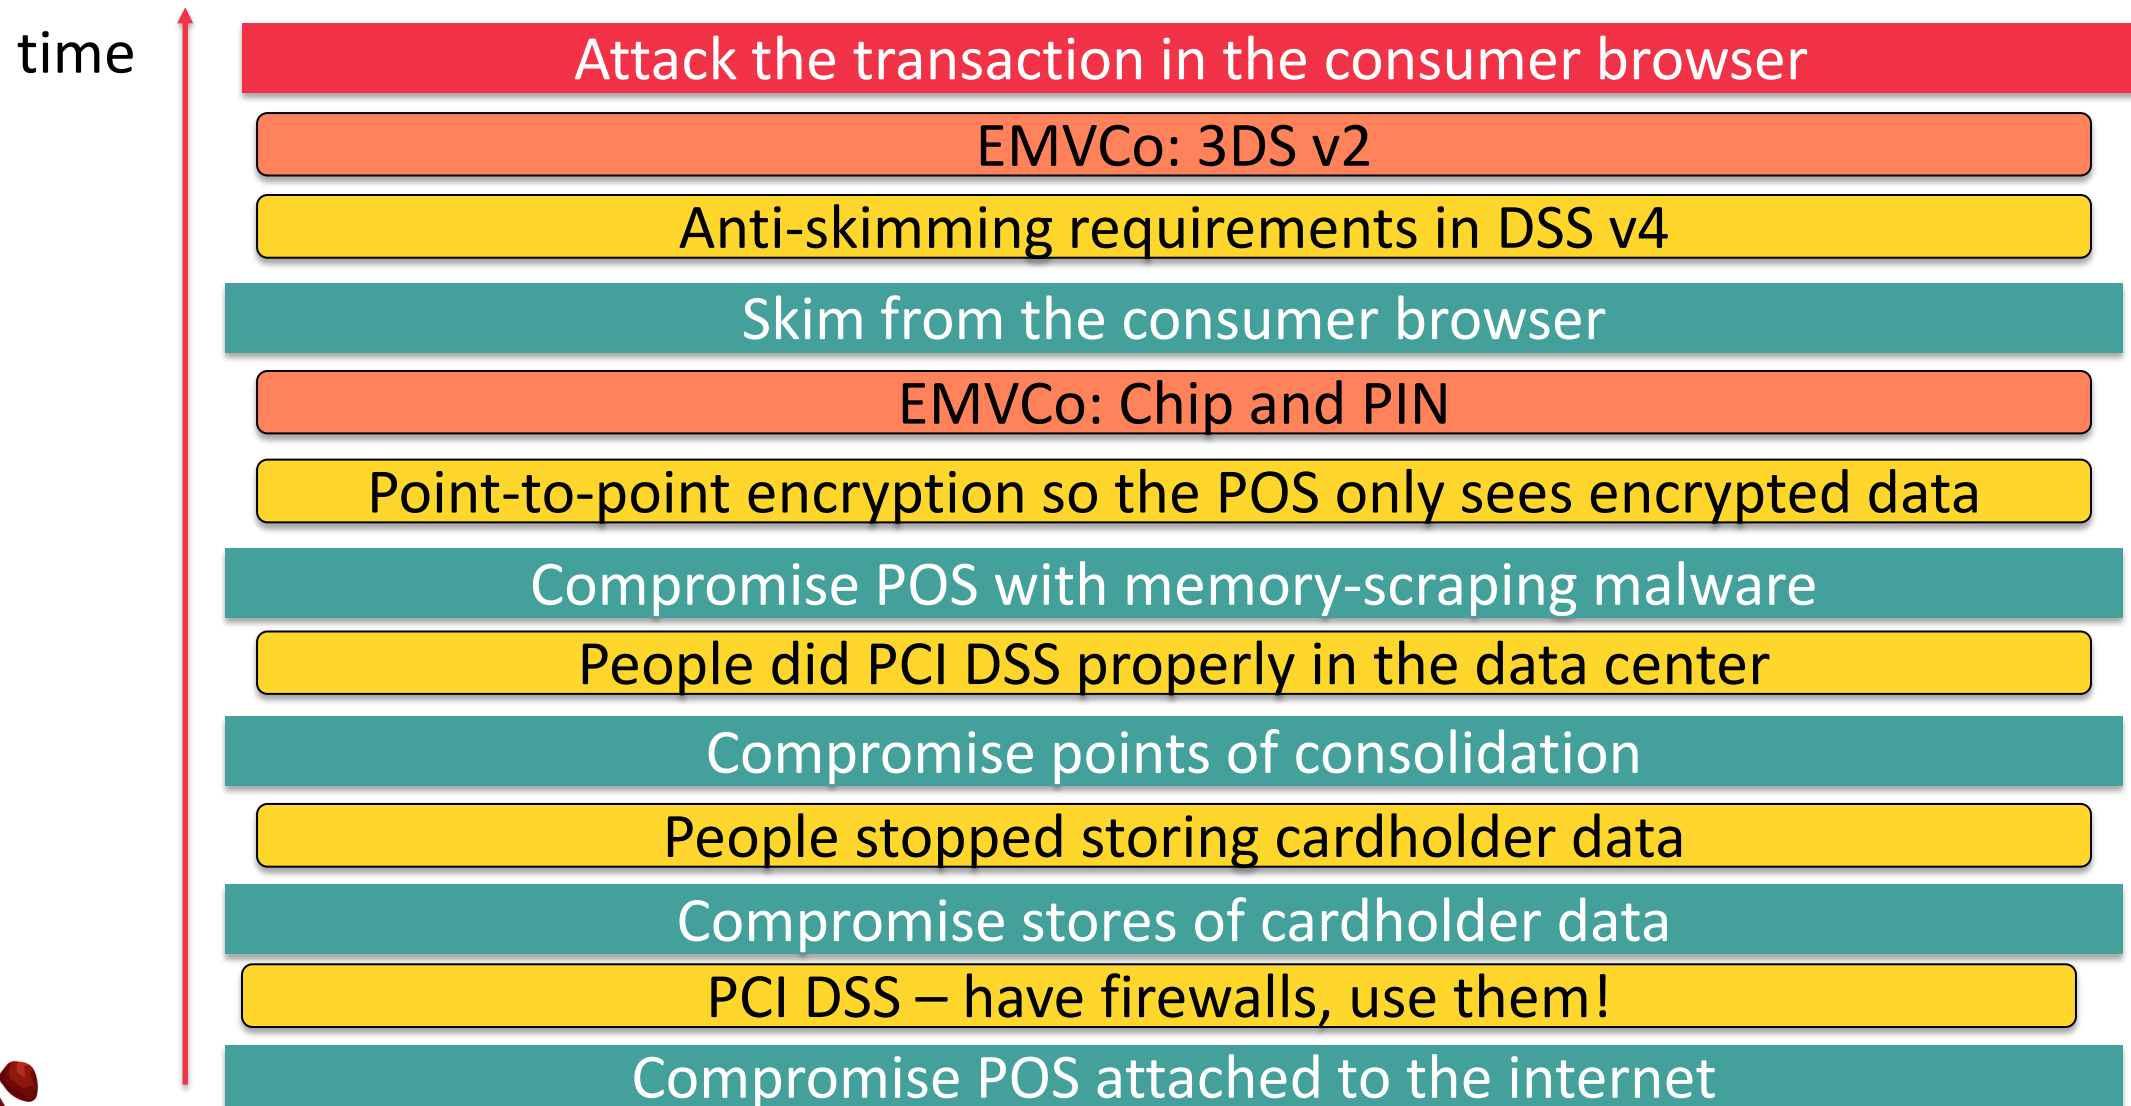 time
Attack the transaction in the consumer browser
EMVCo: 3DS v2
Anti-skimming requirements in DSS v4
Skim from the consumer browser
EMVCo: Chip and PIN
Point-to-point encryption so the POS only sees encrypted data
Compromise POS with memory-scraping malware
People did PCI DSS properly in the data center
Compromise points of consolidation
People stopped storing cardholder data
Compromise stores of cardholder data
PCI DSS – have firewalls, use them!
Compromise POS attached to the internet